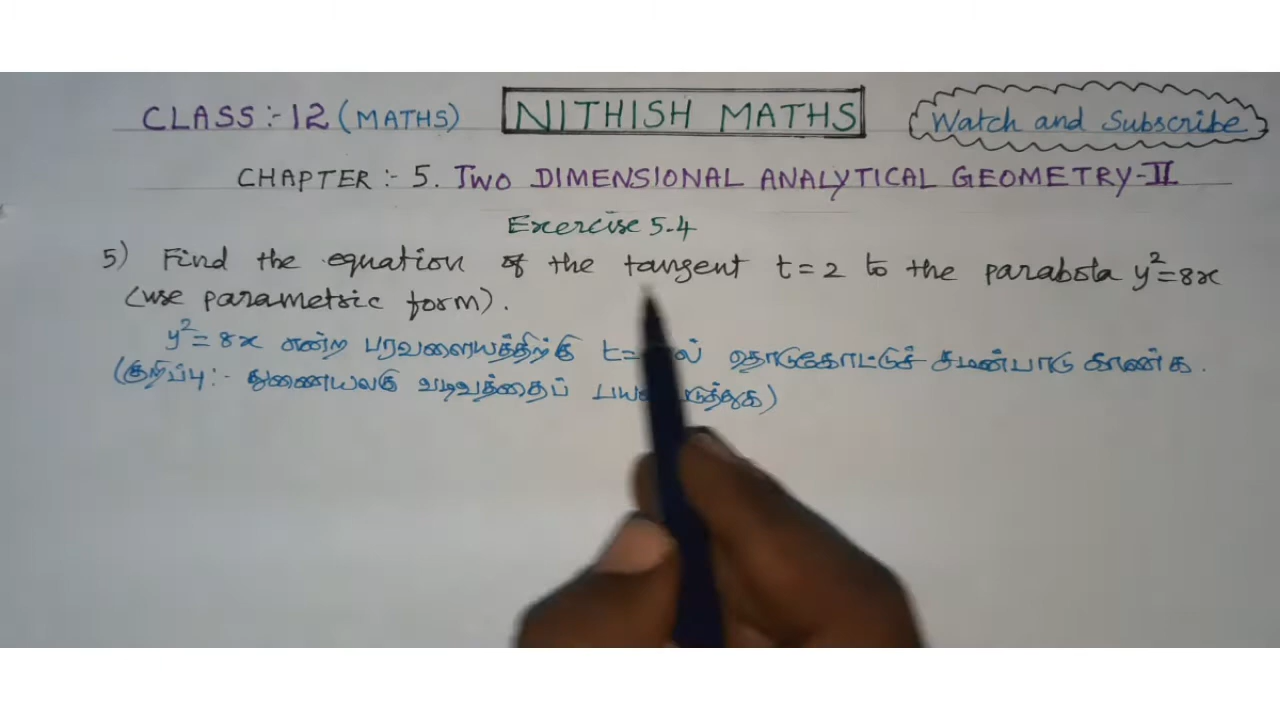 CLASS :- 12 (MATHS) NITHISH MATHS Watch and Subscribe
CHAPTER :- 5. TWO DIMENSIONAL ANALYTICAL GEOMETRY-II
Exercise 5.4
5) Find the equation of the tangent t=2 to the parabola y²=8x
(use parametric form).
y²=8x என்ற பரவளையத்திற்கு t= ல் தொடுகோட்டுச் சமன்பாடு காண்க.
(குறிப்பு:- துணையலகு வடிவத்தைப்